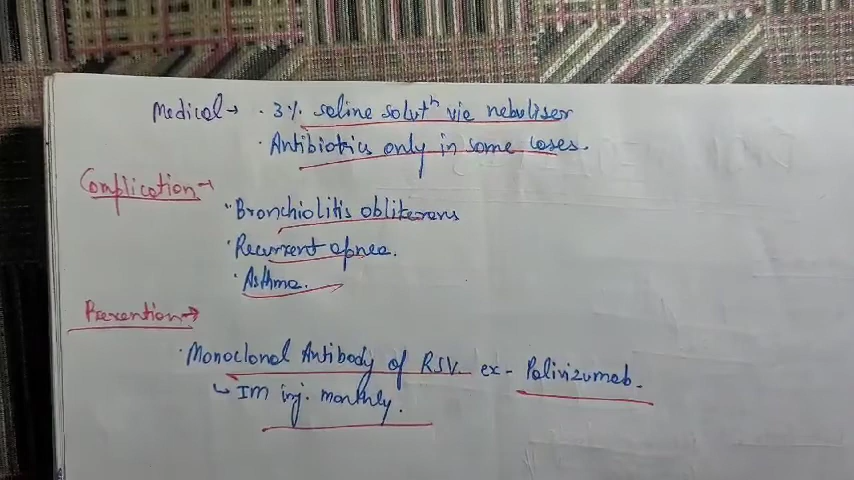 Medical → · 3% saline solutn via nebuliser
· Antibiotics only in some cases.
Complication →
· Bronchiolitis obliterans
· Recurrent apnea.
· Asthma.
Prevention →
· Monoclonal Antibody of RSV. ex - Palivizumab.
↳ IM inj. monthly.